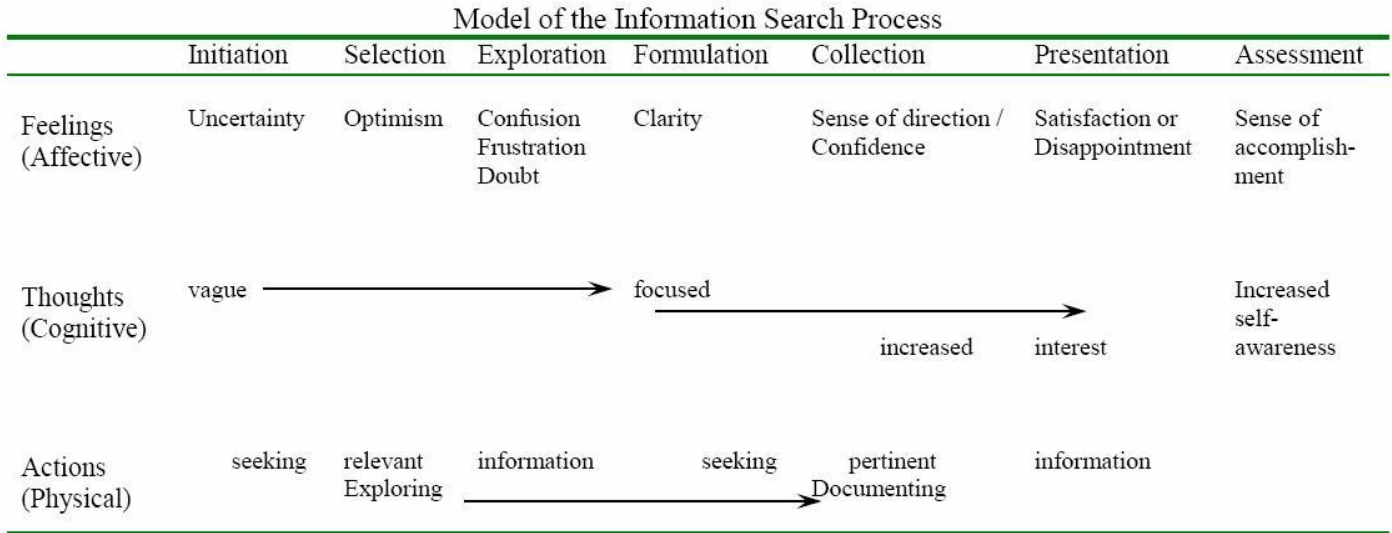 Model of the Information Search Process
Initiation Selection Exploration Formulation Collection Presentation Assessment
Feelings (Affective)
Uncertainty
Optimism
Confusion
Frustration
Doubt
Clarity
Sense of direction /
Confidence
Satisfaction or
Disappointment
Sense of
accomplish-
ment
Thoughts
(Cognitive)
vague
focused
increased interest
Increased
self-
awareness
Actions
(Physical)
seeking relevant information seeking pertinent information
Exploring Documenting